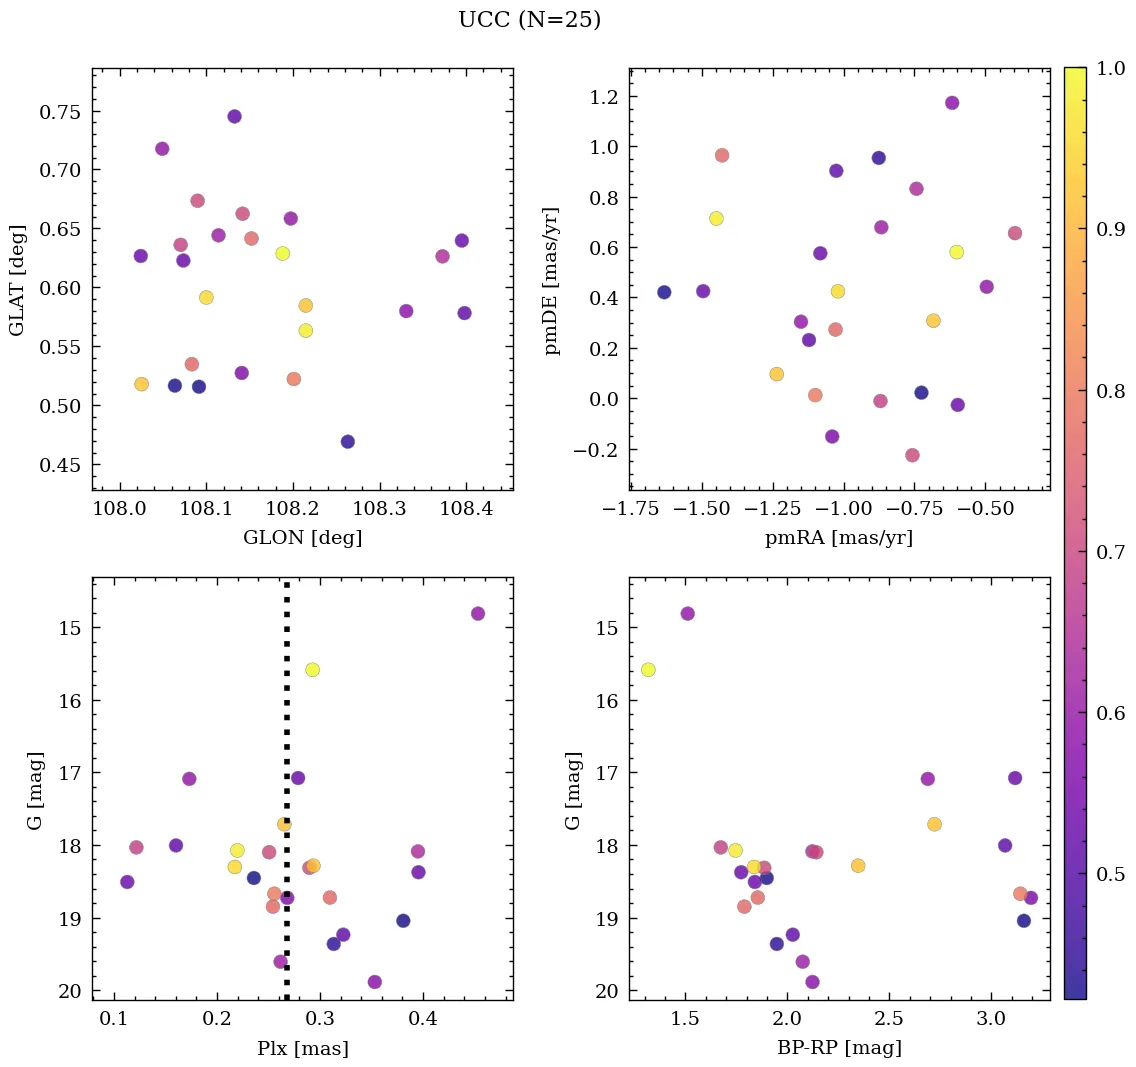 UCC (N=25)
0.75
0.70
0.65
0.60
0.55
0.50
0.45
GLAT [deg]
108.0 108.1 108.2 108.3 108.4
GLON [deg]
1.2
1.0
0.8
0.6
0.4
0.2
0.0
−0.2
pmDE [mas/yr]
−1.75 −1.50 −1.25 −1.00 −0.75 −0.50
pmRA [mas/yr]
1.0
0.9
0.8
0.7
0.6
0.5
15
16
17
18
19
20
G [mag]
0.1 0.2 0.3 0.4
Plx [mas]
15
16
17
18
19
20
G [mag]
1.5 2.0 2.5 3.0
BP-RP [mag]